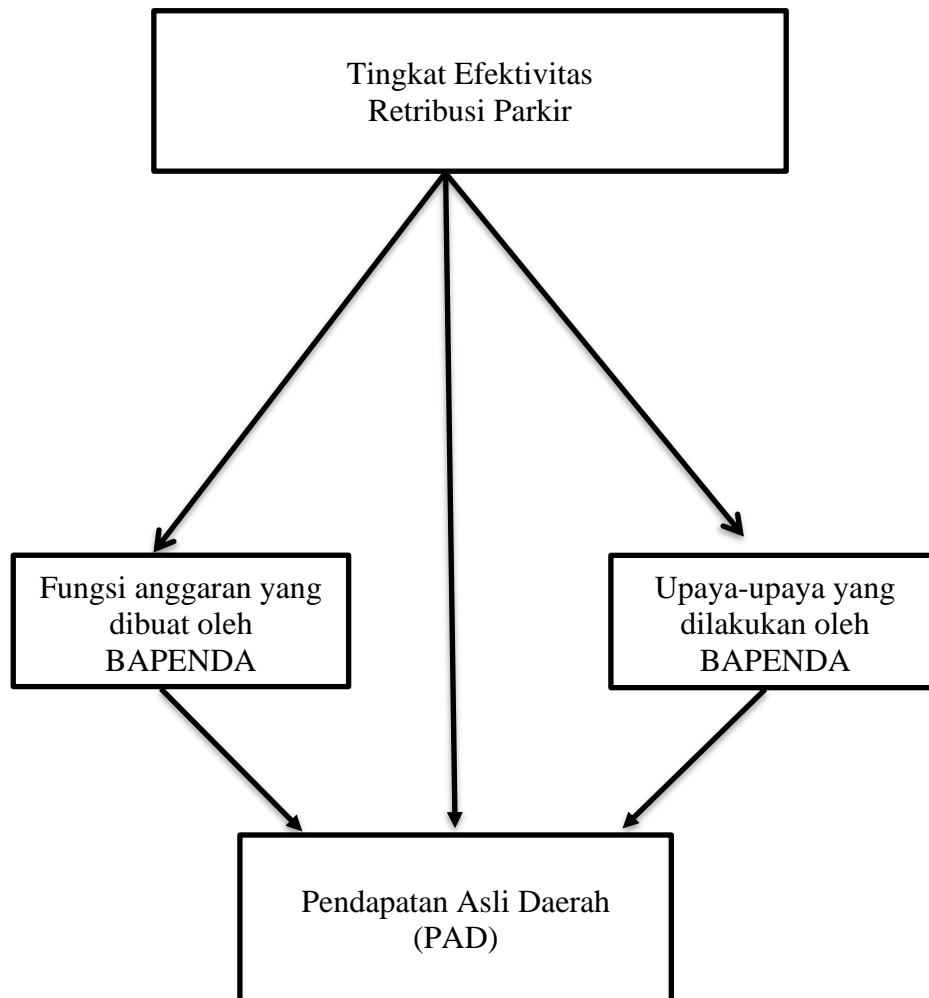 Tingkat Efektivitas
Retribusi Parkir
Fungsi anggaran yang
dibuat oleh
BAPENDA
Upaya-upaya yang
dilakukan oleh
BAPENDA
Pendapatan Asli Daerah
(PAD)